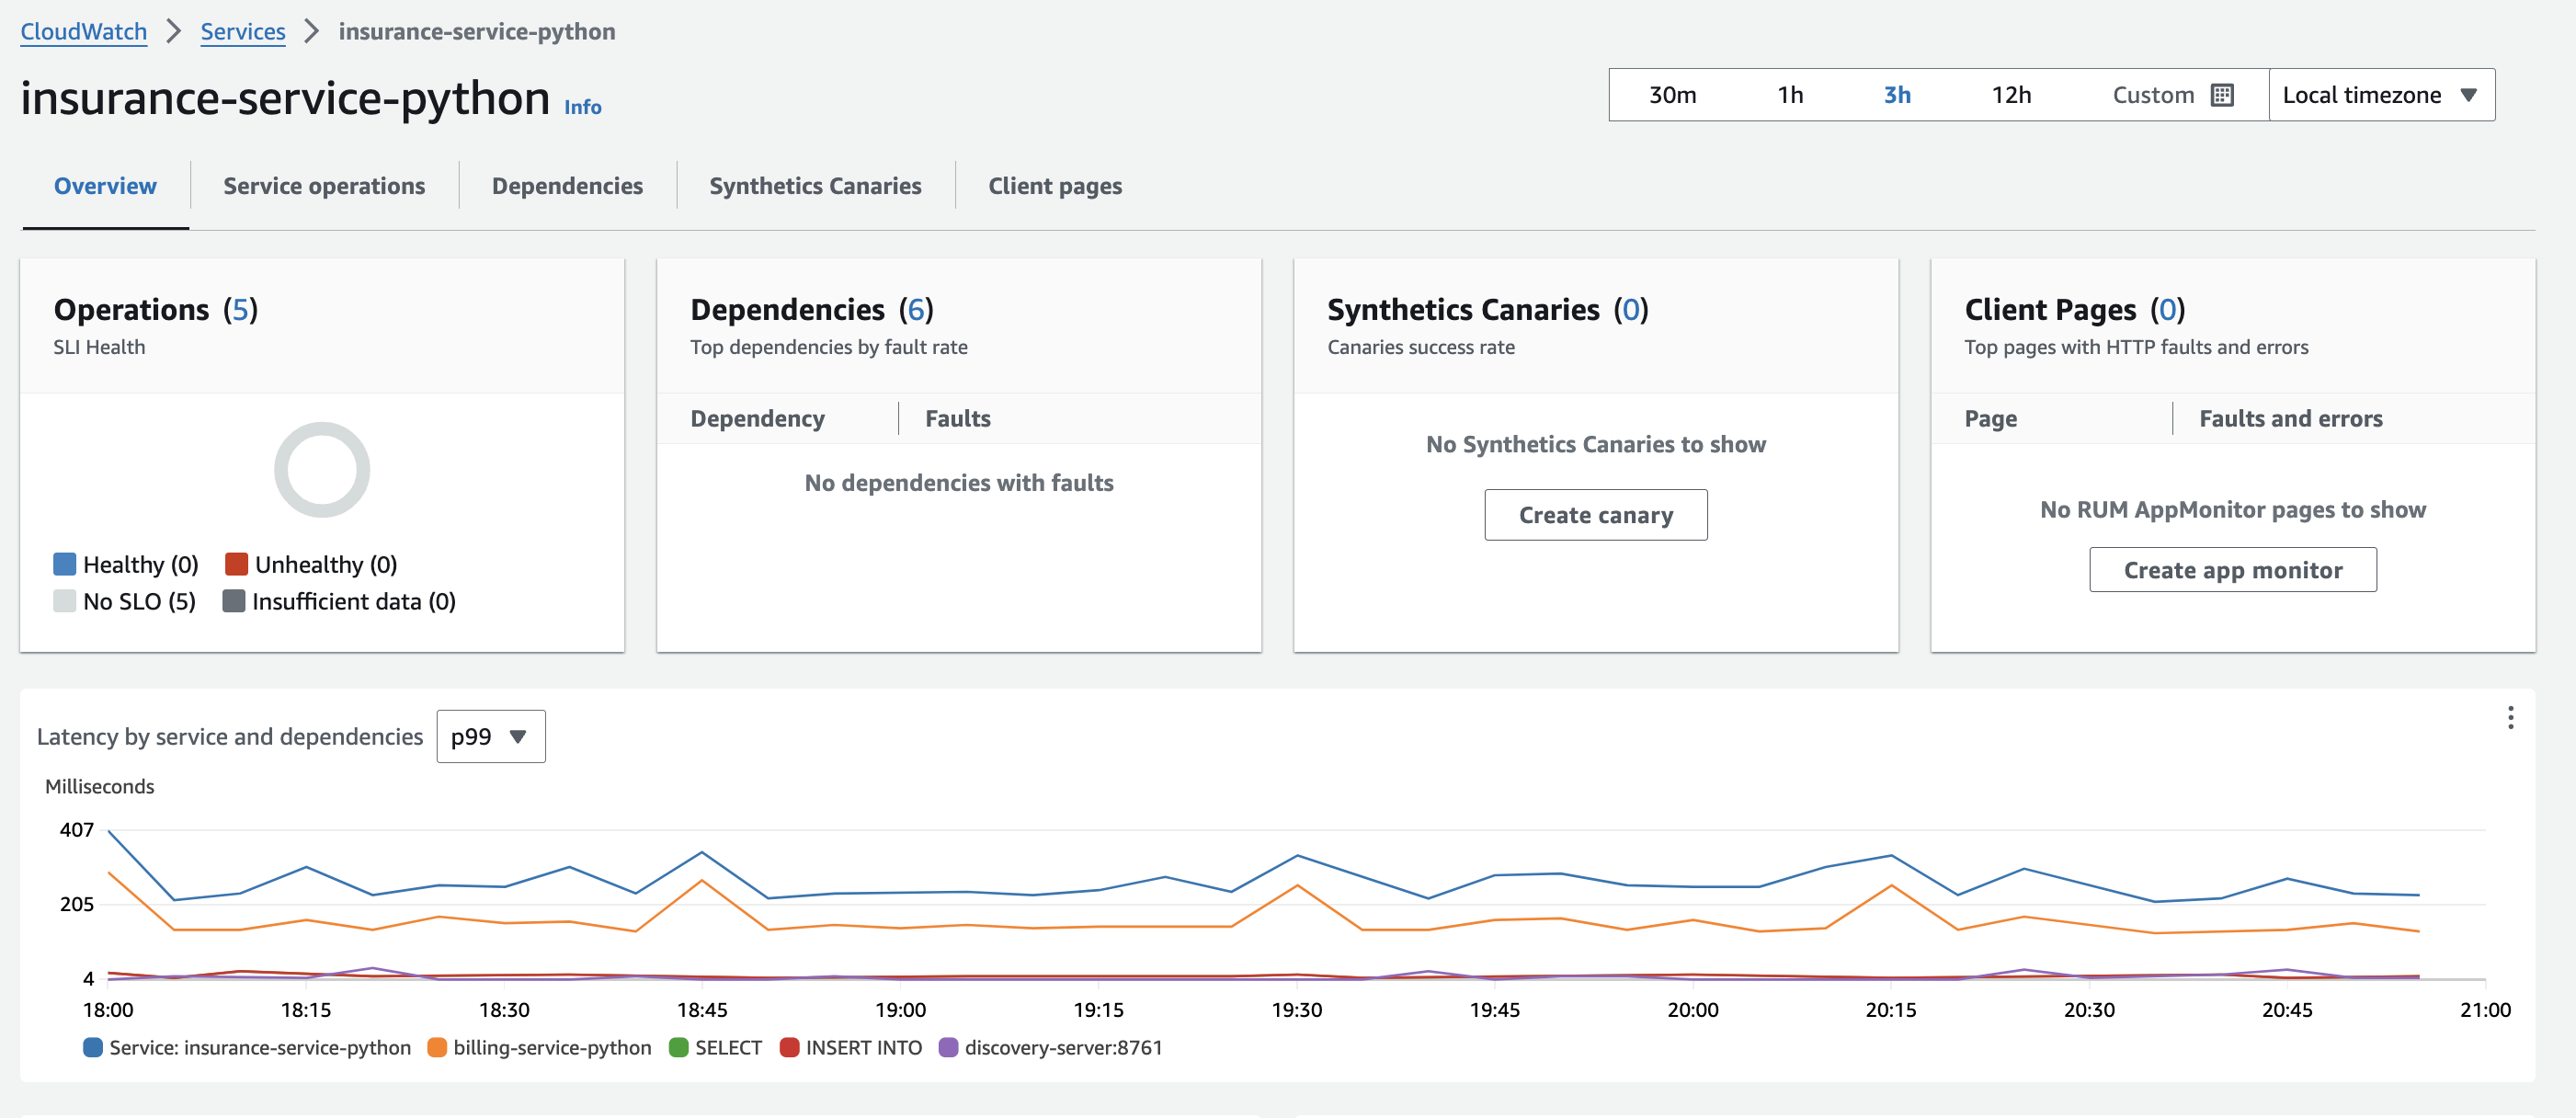 CloudWatch > Services > insurance-service-python
insurance-service-python Info
30m 1h 3h 12h Custom Local timezone
Overview Service operations Dependencies Synthetics Canaries Client pages
Operations (5)
SLI Health
Healthy (0) Unhealthy (0)
No SLO (5) Insufficient data (0)
Dependencies (6)
Top dependencies by fault rate
Dependency Faults
No dependencies with faults
Synthetics Canaries (0)
Canaries success rate
No Synthetics Canaries to show
Create canary
Client Pages (0)
Top pages with HTTP faults and errors
Page Faults and errors
No RUM AppMonitor pages to show
Create app monitor
Latency by service and dependencies p99
Milliseconds
407
205
4
18:00 18:15 18:30 18:45 19:00 19:15 19:30 19:45 20:00 20:15 20:30 20:45 21:00
Service: insurance-service-python billing-service-python SELECT INSERT INTO discovery-server:8761